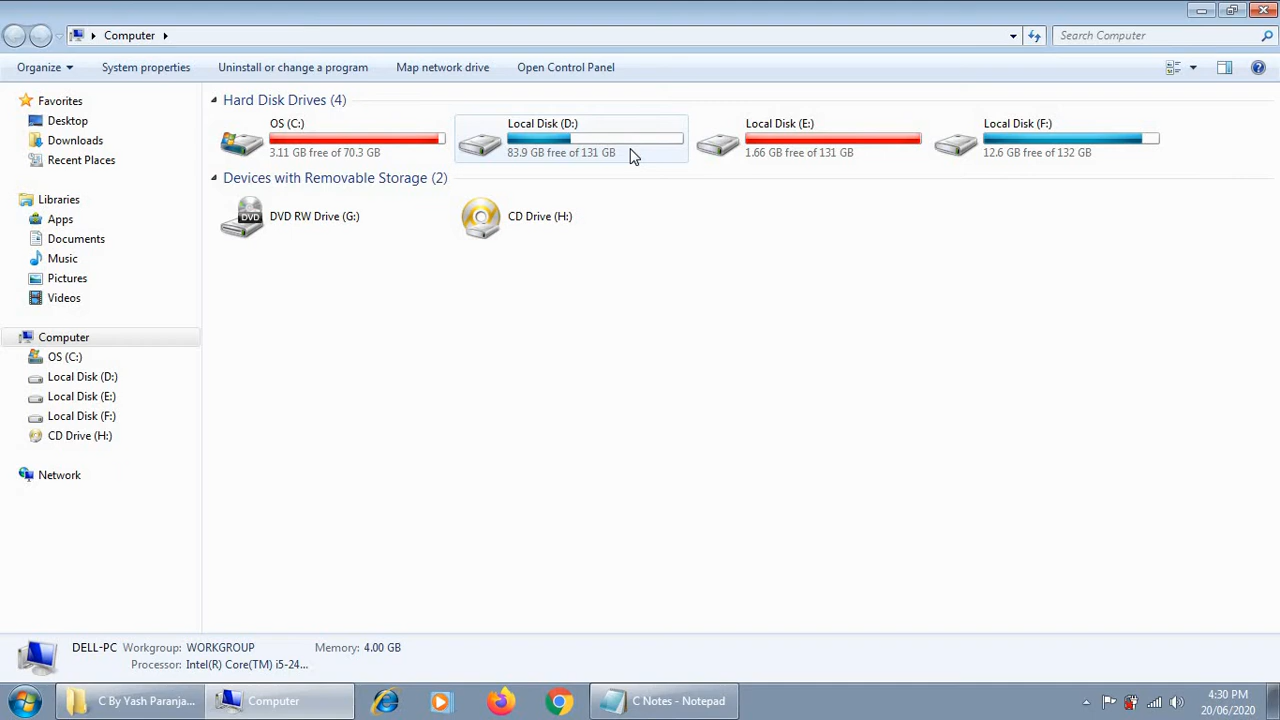 Computer
Search Computer
Organize
System properties
Uninstall or change a program
Map network drive
Open Control Panel
Favorites
Desktop
Downloads
Recent Places
Libraries
Apps
Documents
Music
Pictures
Videos
Computer
OS (C:)
Local Disk (D:)
Local Disk (E:)
Local Disk (F:)
CD Drive (H:)
Network
Hard Disk Drives (4)
OS (C:)
3.11 GB free of 70.3 GB
Local Disk (D:)
83.9 GB free of 131 GB
Local Disk (E:)
1.66 GB free of 131 GB
Local Disk (F:)
12.6 GB free of 132 GB
Devices with Removable Storage (2)
DVD
DVD RW Drive (G:)
CD Drive (H:)
DELL-PC Workgroup: WORKGROUP Memory: 4.00 GB
Processor: Intel(R) Core(TM) i5-24...
C By Yash Paranja...
Computer
C Notes - Notepad
4:30 PM
20/06/2020